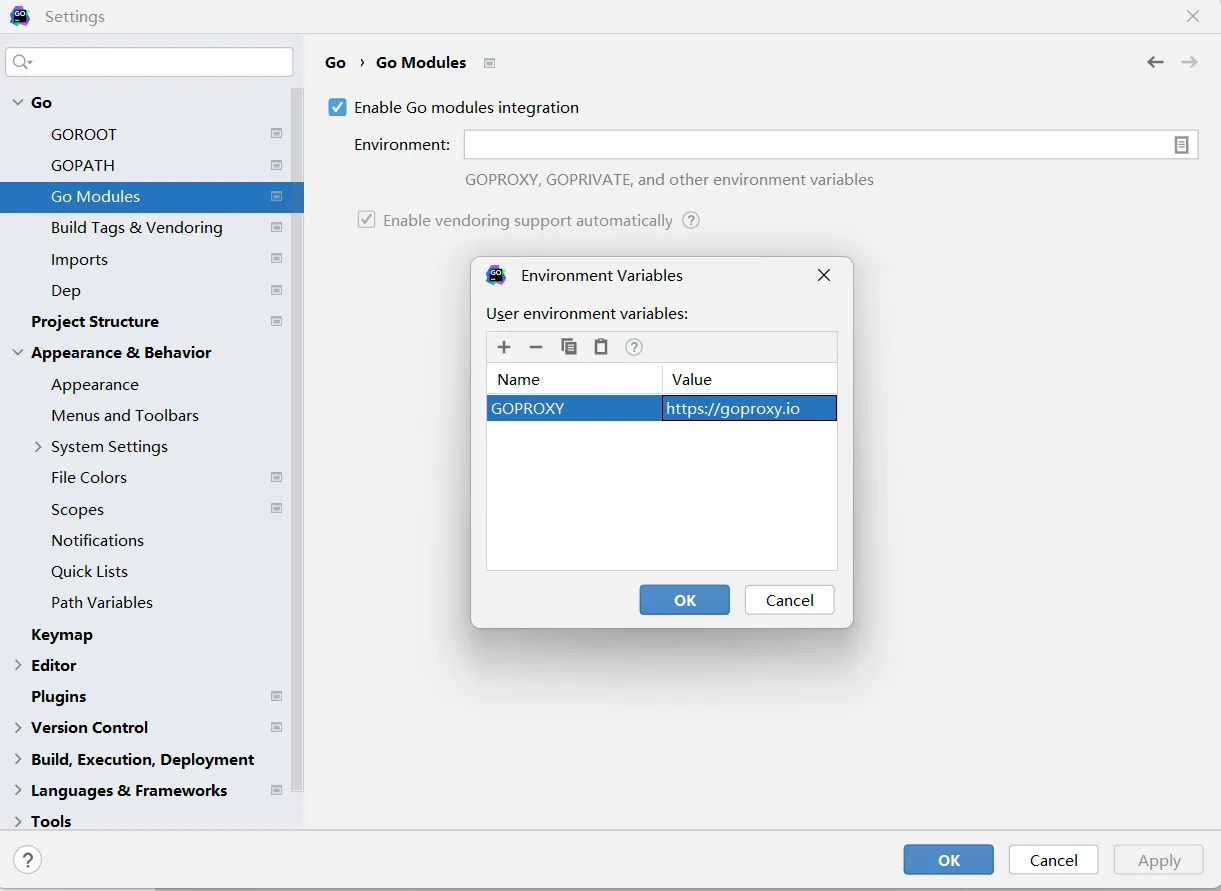 Settings
Go
GOROOT
GOPATH
Go Modules
Build Tags & Vendoring
Imports
Dep
Project Structure
Appearance & Behavior
Appearance
Menus and Toolbars
System Settings
File Colors
Scopes
Notifications
Quick Lists
Path Variables
Keymap
Editor
Plugins
Version Control
Build, Execution, Deployment
Languages & Frameworks
Tools
Go › Go Modules
Enable Go modules integration
Environment:
GOPROXY, GOPRIVATE, and other environment variables
Enable vendoring support automatically ?
GO Environment Variables
User environment variables:
Name Value
GOPROXY https://goproxy.io
OK Cancel
? OK Cancel Apply